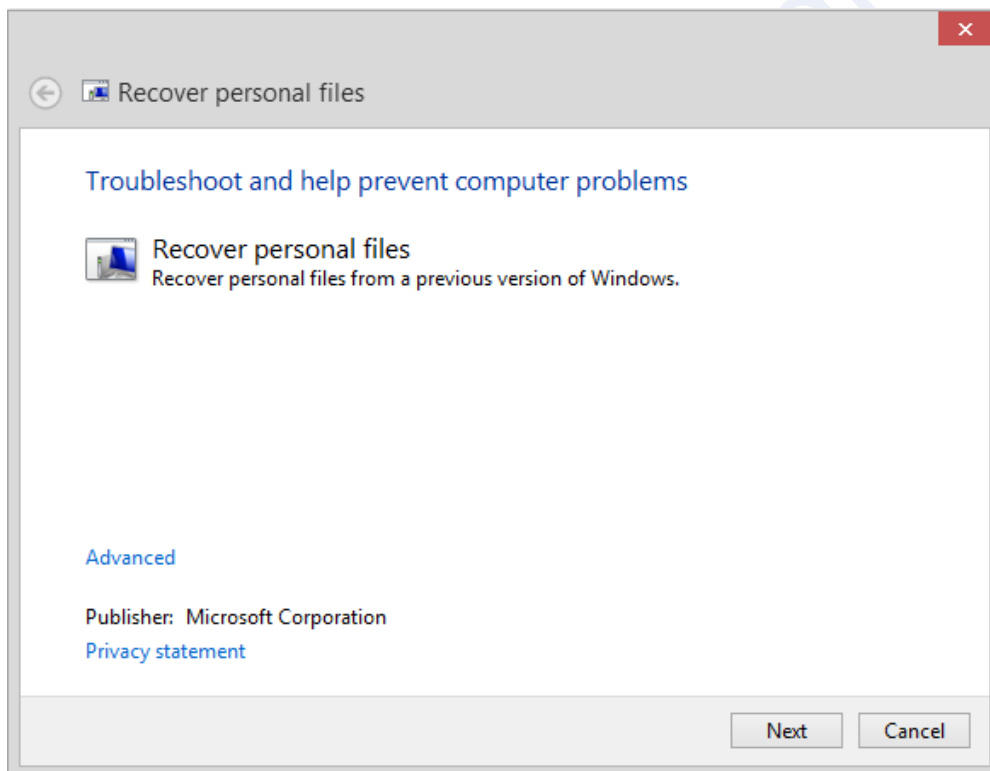 Recover personal files
Troubleshoot and help prevent computer problems
Recover personal files
Recover personal files from a previous version of Windows.
Advanced
Publisher: Microsoft Corporation
Privacy statement
Next Cancel